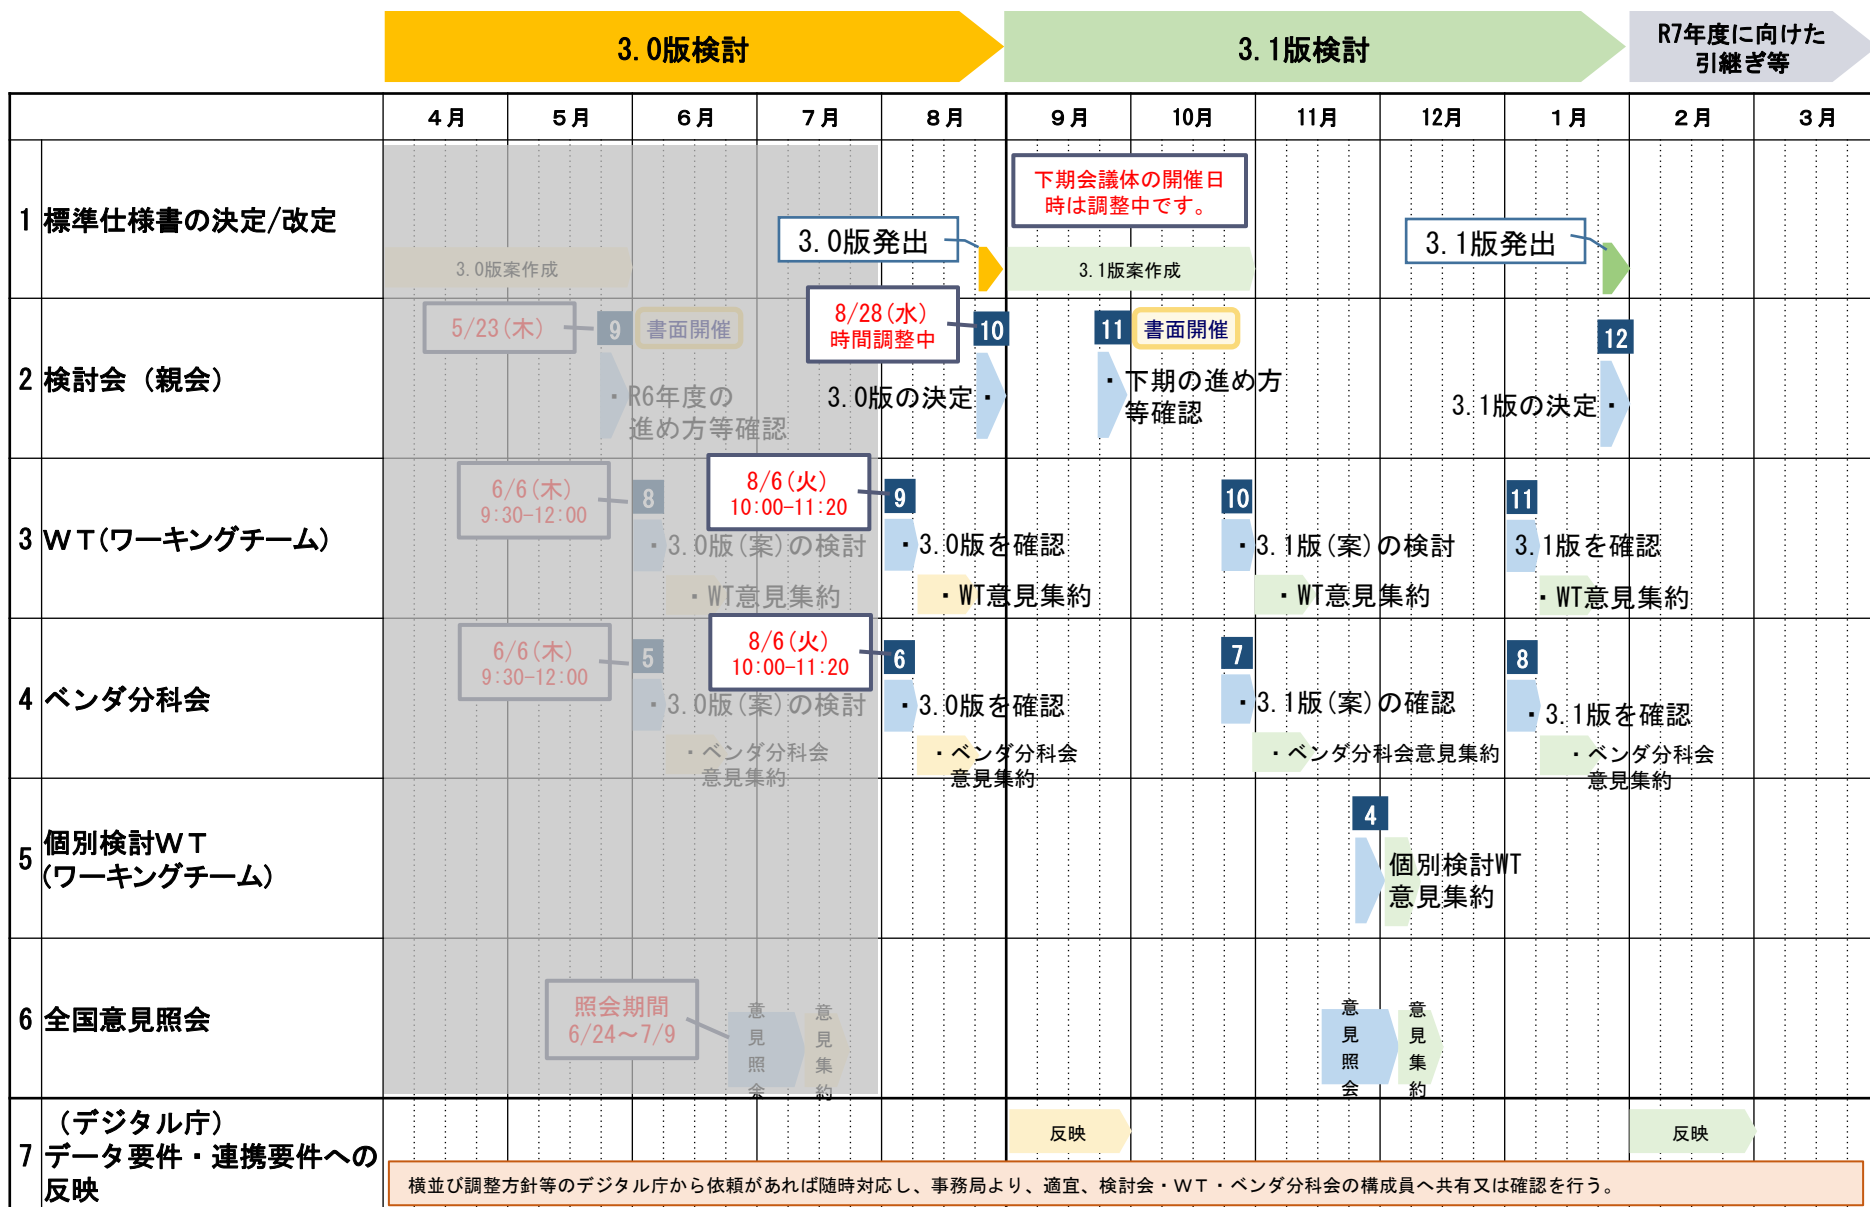 3.0版検討
3.1版検討
R7年度に向けた
引継ぎ等
4月
5月
6月
7月
8月
9月
10月
11月
12月
1月
2月
3月
1 標準仕様書の決定/改定
3.0版案作成
3.0版発出
下期会議体の開催日
時は調整中です。
3.1版案作成
3.1版発出
2 検討会（親会）
5/23(木)
9
書面開催
・R6年度の
進め方等確認
8/28(水)
時間調整中
10
3.0版の決定・
11
書面開催
・下期の進め方
等確認
12
3.1版の決定・
3 ＷＴ(ワーキングチーム)
6/6(木)
9:30-12:00
8
・3.0版(案)の検討
・WT意見集約
8/6(火)
10:00-11:20
9
・3.0版を確認
・WT意見集約
10
・3.1版(案)の検討
・WT意見集約
11
3.1版を確認
・WT意見集約
4 ベンダ分科会
6/6(木)
9:30-12:00
5
・3.0版(案)の検討
・ベンダ分科会
意見集約
8/6(火)
10:00-11:20
6
・3.0版を確認
・ベンダ分科会
意見集約
7
・3.1版(案)の確認
・ベンダ分科会意見集約
8
・3.1版を確認
・ベンダ分科会
意見集約
5 個別検討ＷＴ
(ワーキングチーム)
4
個別検討WT
意見集約
6 全国意見照会
照会期間
6/24～7/9
意見照会
意見集約
意見照会
意見集約
7 （デジタル庁）
データ要件・連携要件への
反映
反映
反映
横並び調整方針等のデジタル庁から依頼があれば随時対応し、事務局より、適宜、検討会・ＷＴ・ベンダ分科会の構成員へ共有又は確認を行う。